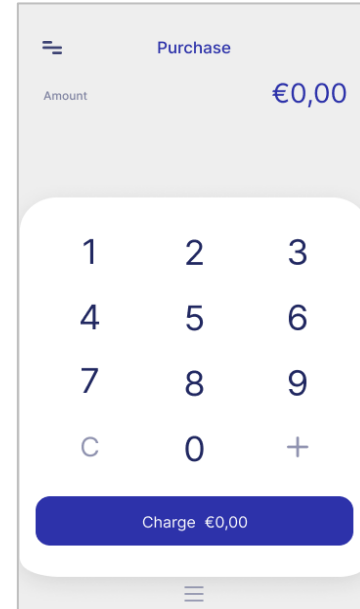 Purchase
Amount €0,00
1 2 3
4 5 6
7 8 9
C 0 +
Charge €0,00